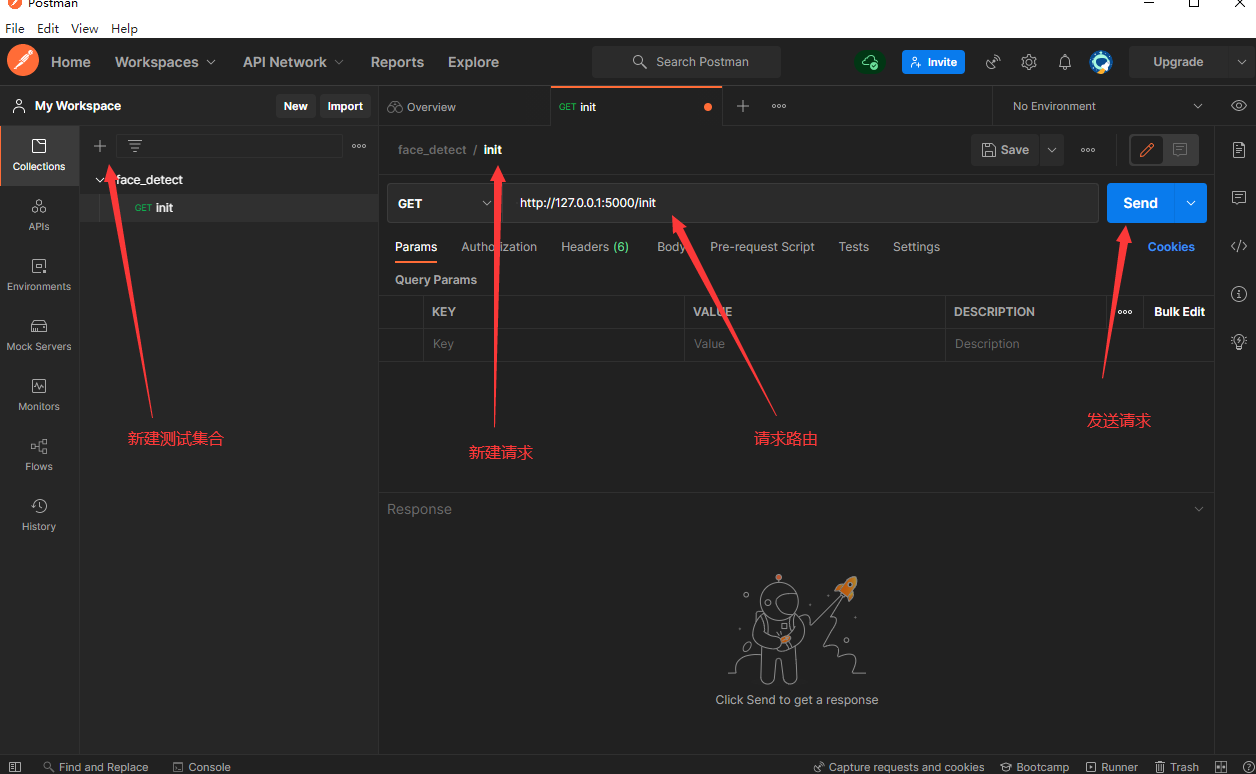 Postman
File Edit View Help
Home Workspaces API Network Reports Explore Search Postman Invite Upgrade
My Workspace New Import Overview GET init No Environment
face_detect / init Save
Collections
face_detect
GET init
GET http://127.0.0.1:5000/init Send
APIs
Params Authorization Headers (6) Body Pre-request Script Tests Settings Cookies
Environments
Query Params
KEY VALUE DESCRIPTION Bulk Edit
Key Value Description
Mock Servers
Monitors
新建测试集合
新建请求
请求路由
发送请求
Flows
History
Response
Click Send to get a response
Find and Replace Console Capture requests and cookies Bootcamp Runner Trash